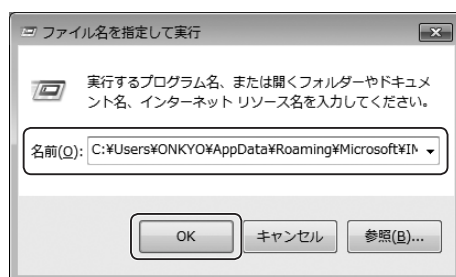 ファイル名を指定して実行
実行するプログラム名、または開くフォルダーやドキュメ
ント名、インターネット リソース名を入力してください。
名前(O): C:¥Users¥ONKYO¥AppData¥Roaming¥Microsoft¥IN
OK キャンセル 参照(B)...